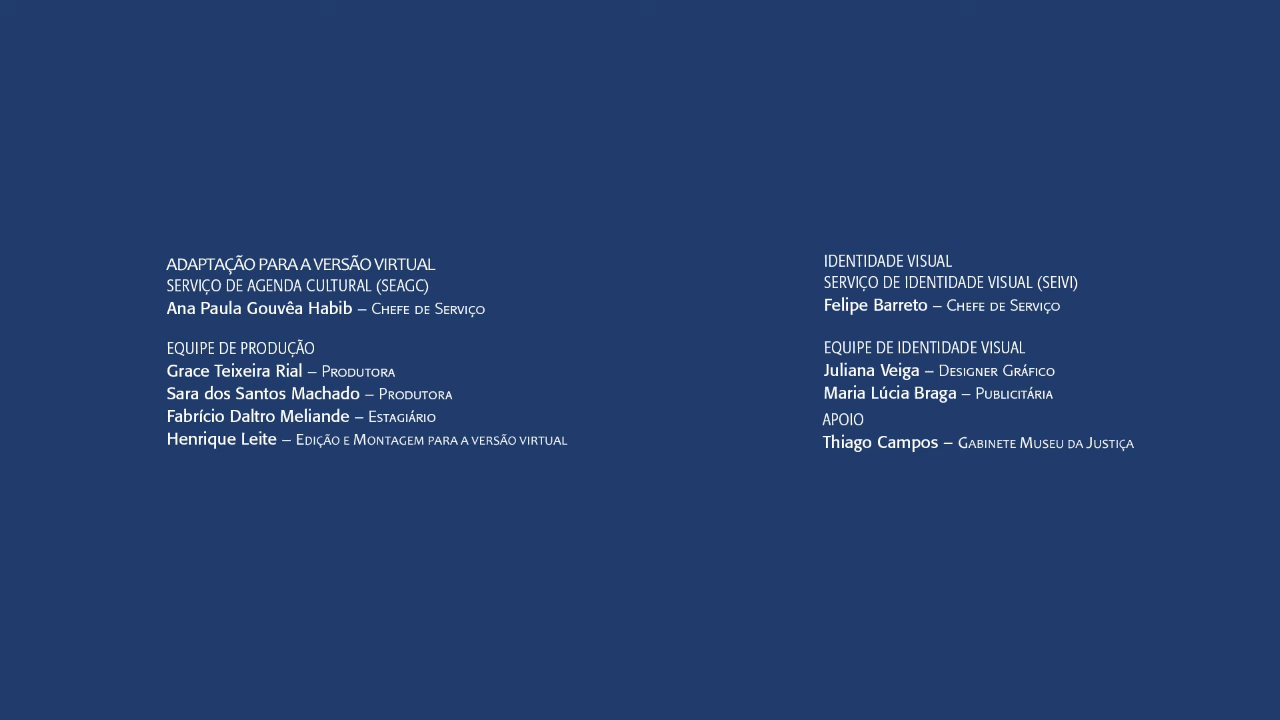 ADAPTAÇÃO PARA A VERSÃO VIRTUAL
SERVIÇO DE AGENDA CULTURAL (SEAGC)
Ana Paula Gouvêa Habib – Chefe de Serviço
EQUIPE DE PRODUÇÃO
Grace Teixeira Rial – Produtora
Sara dos Santos Machado – Produtora
Fabrício Daltro Meliande – Estagiário
Henrique Leite – Edição e Montagem para a versão virtual
IDENTIDADE VISUAL
SERVIÇO DE IDENTIDADE VISUAL (SEIVI)
Felipe Barreto – Chefe de Serviço
EQUIPE DE IDENTIDADE VISUAL
Juliana Veiga – Designer Gráfico
Maria Lúcia Braga – Publicitária
APOIO
Thiago Campos – Gabinete Museu da Justiça